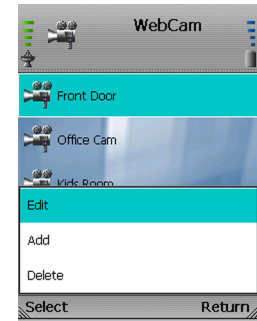 WebCam
Front Door
Office Cam
Kids Room
Edit
Add
Delete
Select
Return